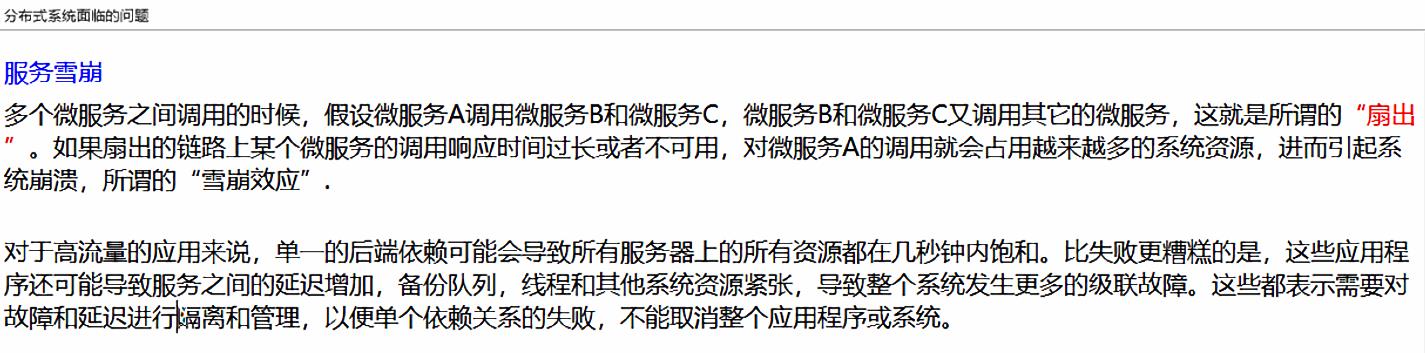 分布式系统面临的问题
服务雪崩
多个微服务之间调用的时候，假设微服务A调用微服务B和微服务C，微服务B和微服务C又调用其它的微服务，这就是所谓的“扇出
”。如果扇出的链路上某个微服务的调用响应时间过长或者不可用，对微服务A的调用就会占用越来越多的系统资源，进而引起系
统崩溃，所谓的“雪崩效应”.
对于高流量的应用来说，单一的后端依赖可能会导致所有服务器上的所有资源都在几秒钟内饱和。比失败更糟糕的是，这些应用程
序还可能导致服务之间的延迟增加，备份队列，线程和其他系统资源紧张，导致整个系统发生更多的级联故障。这些都表示需要对
故障和延迟进行隔离和管理，以便单个依赖关系的失败，不能取消整个应用程序或系统。